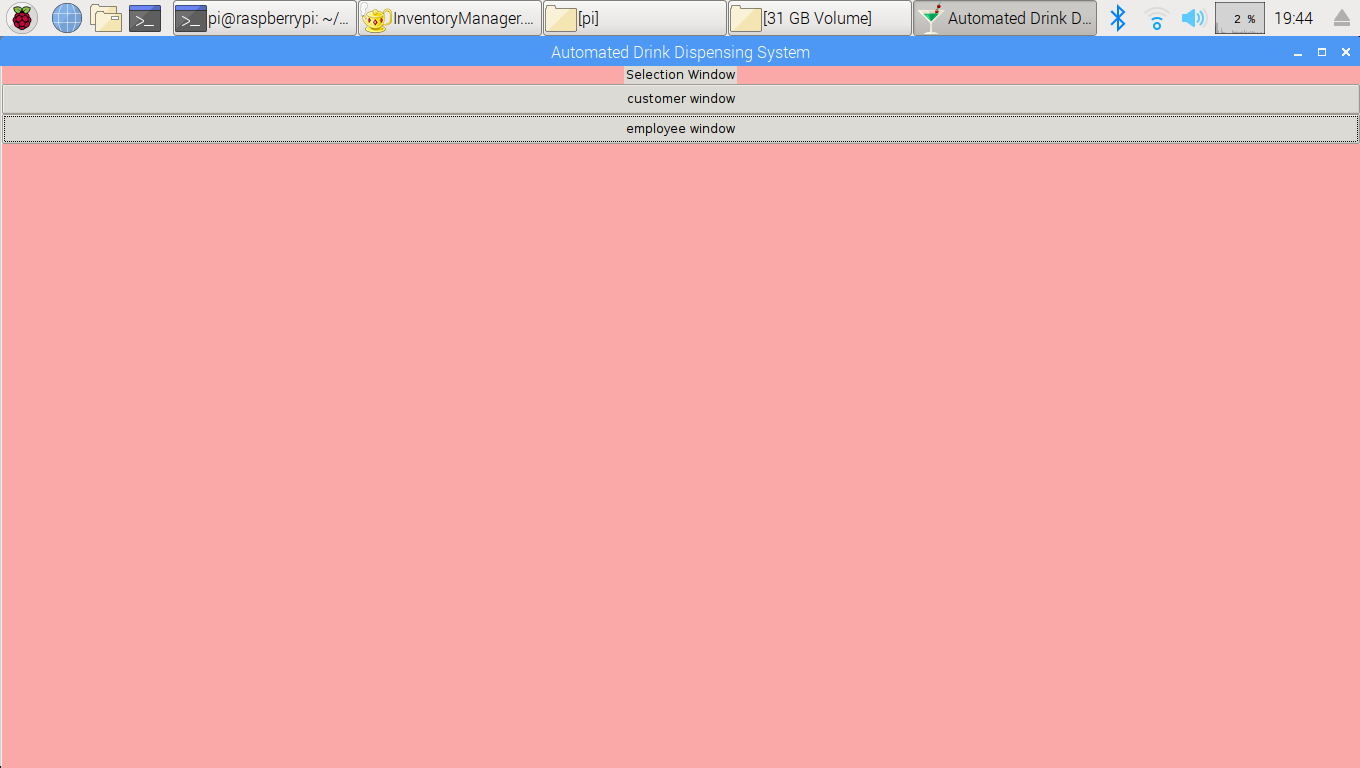 pi@raspberrypi: ~/... InventoryManager.... [pi] [31 GB Volume] Automated Drink D... 2 % 19:44
Automated Drink Dispensing System
Selection Window
customer window
employee window